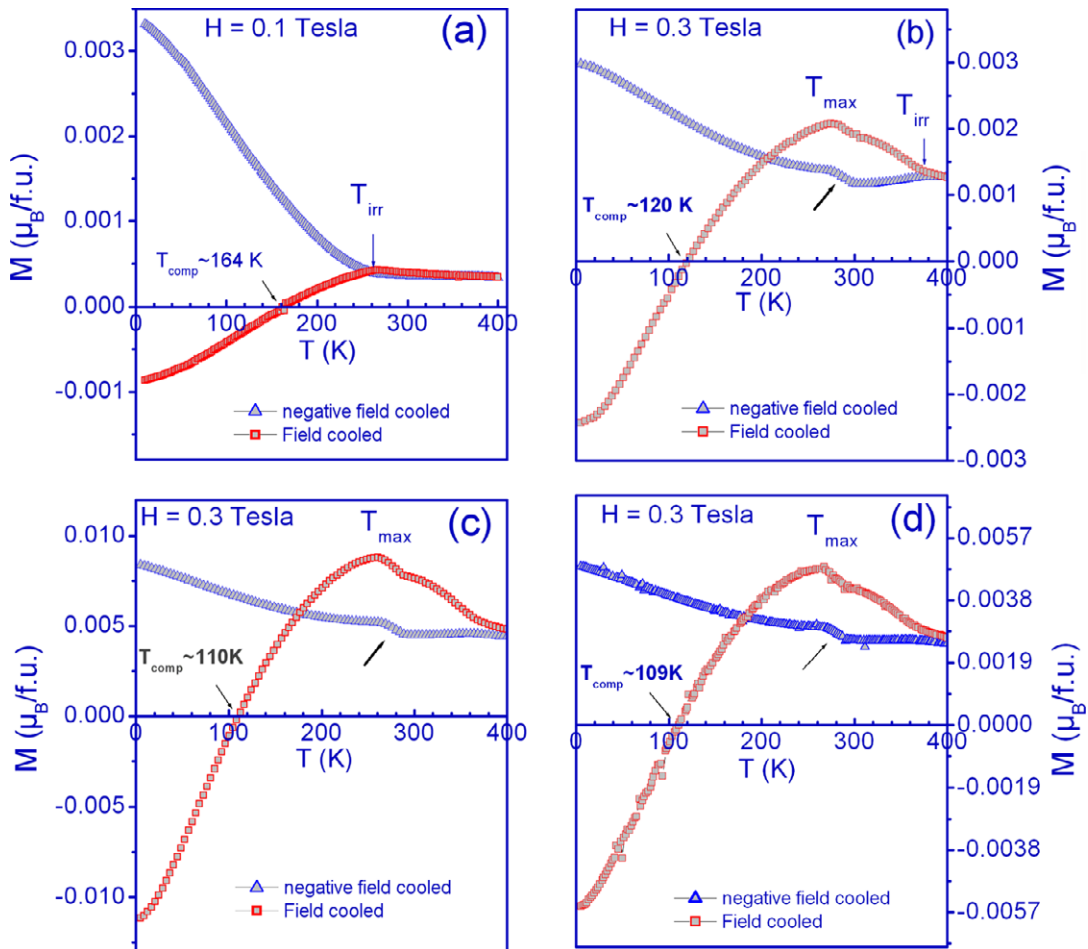 H = 0.1 Tesla
(a)
0.003
0.002
0.001
0.000
-0.001
M (μB/f.u.)
Tirr
Tcomp~164 K
0
100
200
300
400
T (K)
negative field cooled
Field cooled
H = 0.3 Tesla
(b)
0.003
0.002
0.001
0.000
-0.001
-0.002
-0.003
M (μB/f.u.)
Tmax
Tirr
Tcomp~120 K
0
100
200
300
400
T (K)
negative field cooled
Field cooled
H = 0.3 Tesla
(c)
0.010
0.005
0.000
-0.005
-0.010
M (μB/f.u.)
Tmax
Tcomp~110K
0
100
200
300
400
T (K)
negative field cooled
Field cooled
H = 0.3 Tesla
(d)
0.0057
0.0038
0.0019
0.0000
-0.0019
-0.0038
-0.0057
M (μB/f.u.)
Tmax
Tcomp~109K
0
100
200
300
400
T (K)
negative field cooled
Field cooled